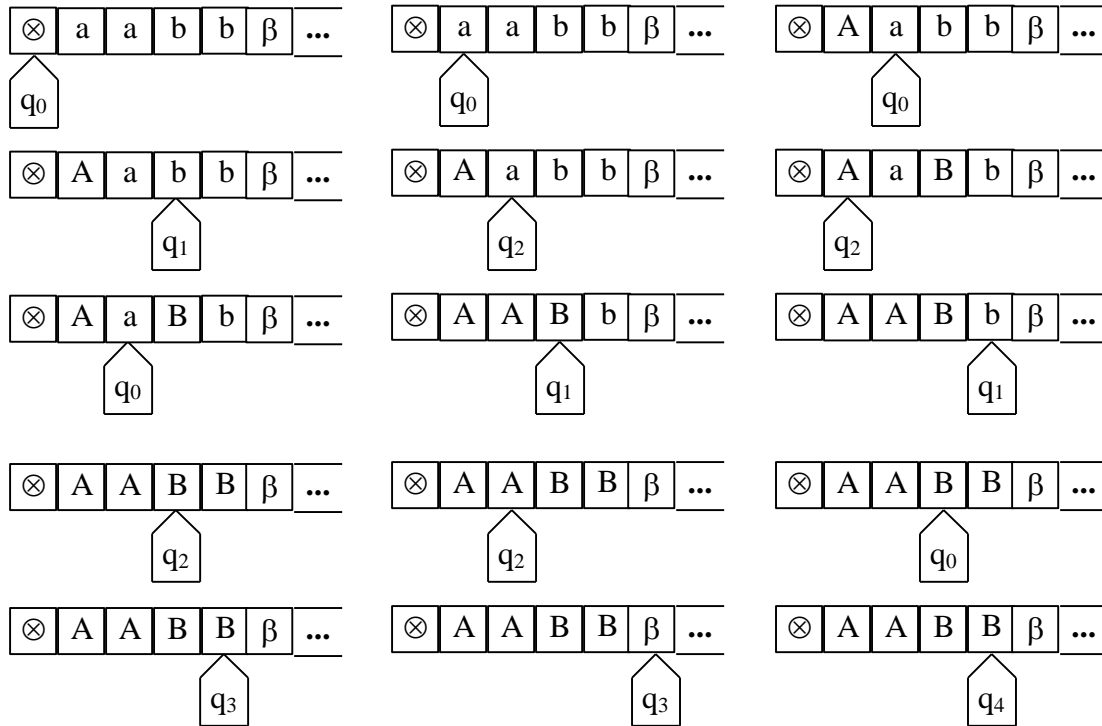 ⊗ a a b b β ... ⊗ a a b b β ... ⊗ A a b b β ...
q0 q0 q0
⊗ A a b b β ... ⊗ A a b b β ... ⊗ A a B b β ...
q1 q2 q2
⊗ A a B b β ... ⊗ A A B b β ... ⊗ A A B b β ...
q0 q1 q1
⊗ A A B B β ... ⊗ A A B B β ... ⊗ A A B B β ...
q2 q2 q0
⊗ A A B B β ... ⊗ A A B B β ... ⊗ A A B B β ...
q3 q3 q4